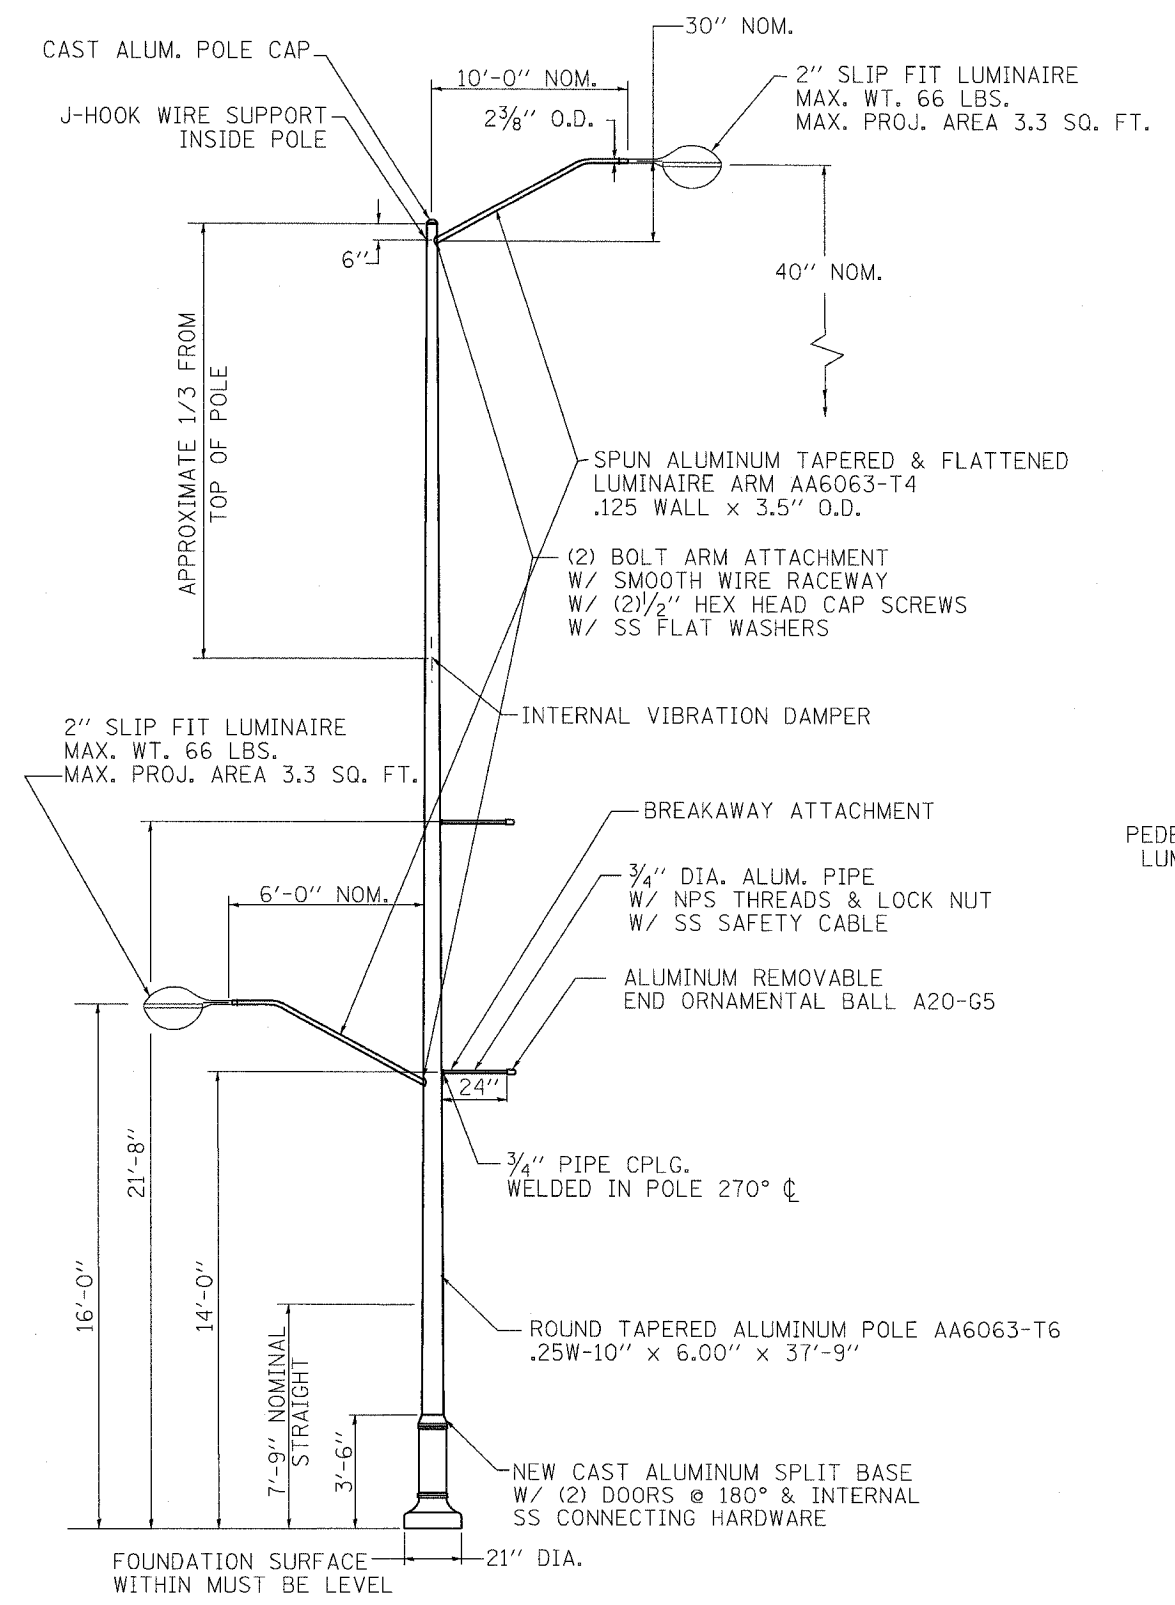 30" NOM.
CAST ALUM. POLE CAP
10'-0" NOM.
2" SLIP FIT LUMINAIRE
MAX. WT. 66 LBS.
MAX. PROJ. AREA 3.3 SQ. FT.
J-HOOK WIRE SUPPORT
INSIDE POLE
2 3/8" O.D.
6"
40" NOM.
APPROXIMATE 1/3 FROM
TOP OF POLE
SPUN ALUMINUM TAPERED & FLATTENED
LUMINAIRE ARM AA6063-T4
.125 WALL x 3.5" O.D.
(2) BOLT ARM ATTACHMENT
W/ SMOOTH WIRE RACEWAY
W/ (2) 1/2" HEX HEAD CAP SCREWS
W/ SS FLAT WASHERS
INTERNAL VIBRATION DAMPER
2" SLIP FIT LUMINAIRE
MAX. WT. 66 LBS.
MAX. PROJ. AREA 3.3 SQ. FT.
BREAKAWAY ATTACHMENT
PEDE
LUM
3/4" DIA. ALUM. PIPE
W/ NPS THREADS & LOCK NUT
W/ SS SAFETY CABLE
6'-0" NOM.
ALUMINUM REMOVABLE
END ORNAMENTAL BALL A20-G5
24"
21'-8"
3/4" PIPE CPLG.
WELDED IN POLE 270° ℄
16'-0"
14'-0"
ROUND TAPERED ALUMINUM POLE AA6063-T6
.25W-10" x 6.00" x 37'-9"
7'-9" NOMINAL
STRAIGHT
3'-6"
NEW CAST ALUMINUM SPLIT BASE
W/ (2) DOORS @ 180° & INTERNAL
SS CONNECTING HARDWARE
FOUNDATION SURFACE
WITHIN MUST BE LEVEL
21" DIA.